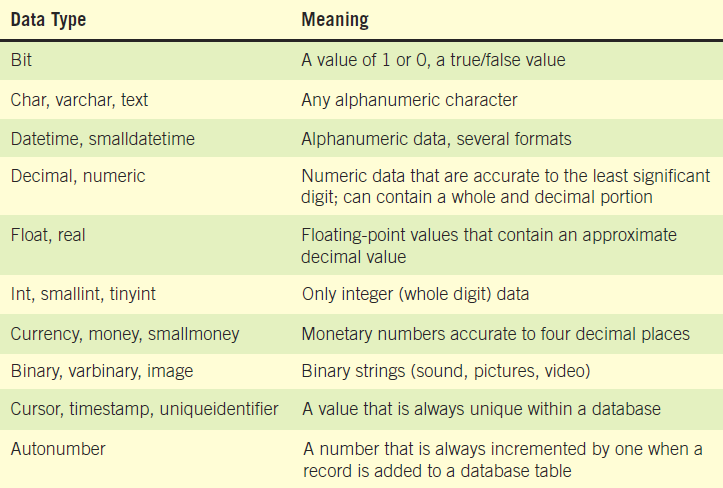 Data Type Meaning
Bit A value of 1 or 0, a true/false value
Char, varchar, text Any alphanumeric character
Datetime, smalldatetime Alphanumeric data, several formats
Decimal, numeric Numeric data that are accurate to the least significant
digit; can contain a whole and decimal portion
Float, real Floating-point values that contain an approximate
decimal value
Int, smallint, tinyint Only integer (whole digit) data
Currency, money, smallmoney Monetary numbers accurate to four decimal places
Binary, varbinary, image Binary strings (sound, pictures, video)
Cursor, timestamp, uniqueidentifier A value that is always unique within a database
Autonumber A number that is always incremented by one when a
record is added to a database table